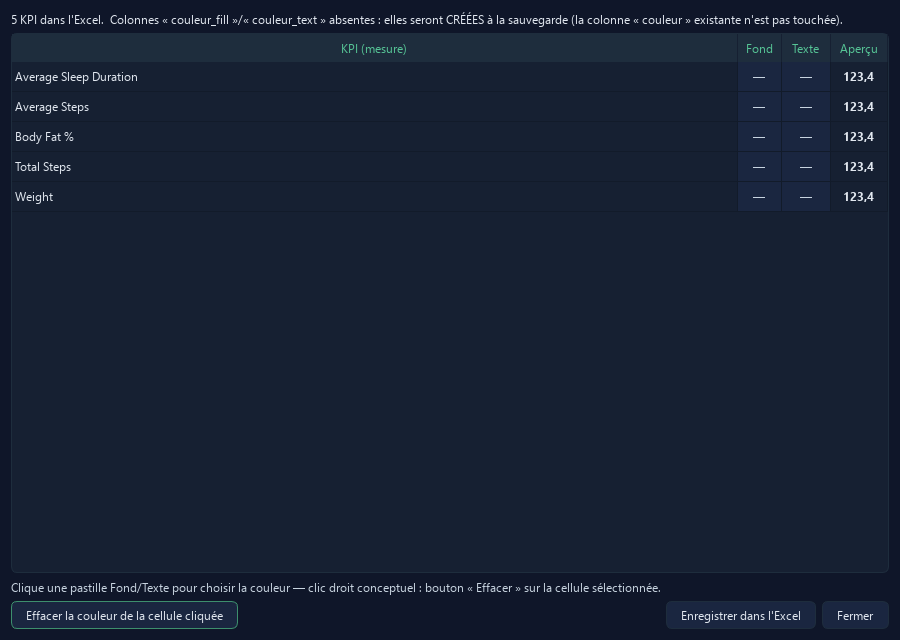 5 KPI dans l'Excel.  Colonnes « couleur_fill »/« couleur_text » absentes : elles seront CRÉÉES à la sauvegarde (la colonne « couleur » existante n'est pas touchée).
KPI (mesure) Fond Texte Aperçu
Average Sleep Duration — — 123,4
Average Steps — — 123,4
Body Fat % — — 123,4
Total Steps — — 123,4
Weight — — 123,4
Clique une pastille Fond/Texte pour choisir la couleur — clic droit conceptuel : bouton « Effacer » sur la cellule sélectionnée.
Effacer la couleur de la cellule cliquée Enregistrer dans l'Excel Fermer